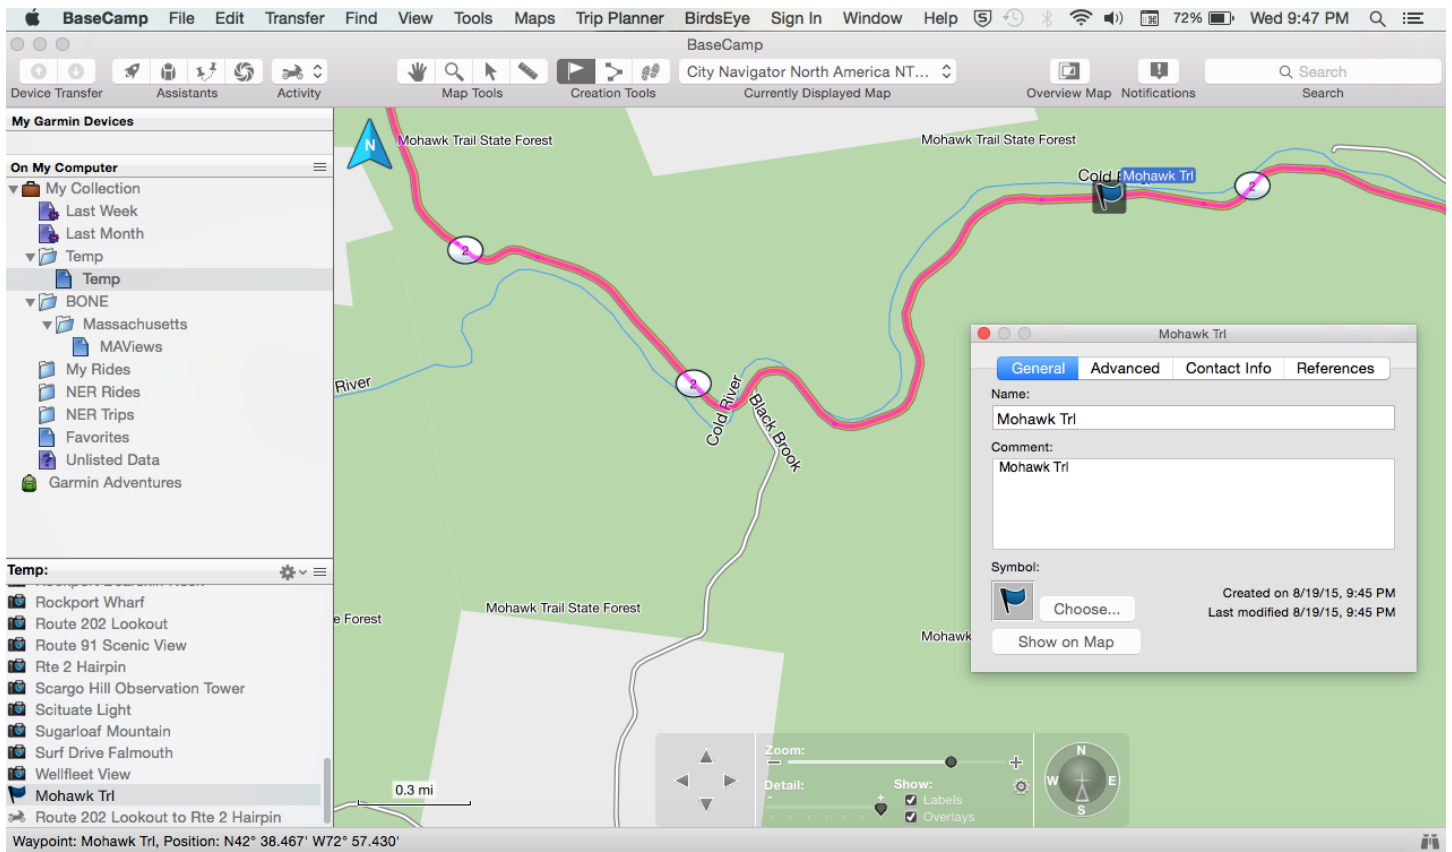 BaseCamp File Edit Transfer Find View Tools Maps Trip Planner BirdsEye Sign In Window Help 5 72% Wed 9:47 PM
BaseCamp
City Navigator North America NT... Search
Device Transfer Assistants Activity Map Tools Creation Tools Currently Displayed Map Overview Map Notifications Search
My Garmin Devices
On My Computer
My Collection
Last Week
Last Month
Temp
Temp
BONE
Massachusetts
MAViews
My Rides
NER Rides
NER Trips
Favorites
Unlisted Data
Garmin Adventures
Temp:
Rockport Wharf
Route 202 Lookout
Route 91 Scenic View
Rte 2 Hairpin
Scargo Hill Observation Tower
Scituate Light
Sugarloaf Mountain
Surf Drive Falmouth
Wellfleet View
Mohawk Trl
Route 202 Lookout to Rte 2 Hairpin
N
Mohawk Trail State Forest
Mohawk Trail State Forest
Cold
Mohawk Trl
2
2
2
River
Cold River
Black Brook
e Forest
Mohawk Trail State Forest
Mohawk
0.3 mi
Mohawk Trl
General Advanced Contact Info References
Name:
Mohawk Trl
Comment:
Mohawk Trl
Symbol:
Choose...
Created on 8/19/15, 9:45 PM
Last modified 8/19/15, 9:45 PM
Show on Map
Zoom:
Detail:
Show:
Labels
Overlays
N
W E
S
Waypoint: Mohawk Trl, Position: N42° 38.467' W72° 57.430'